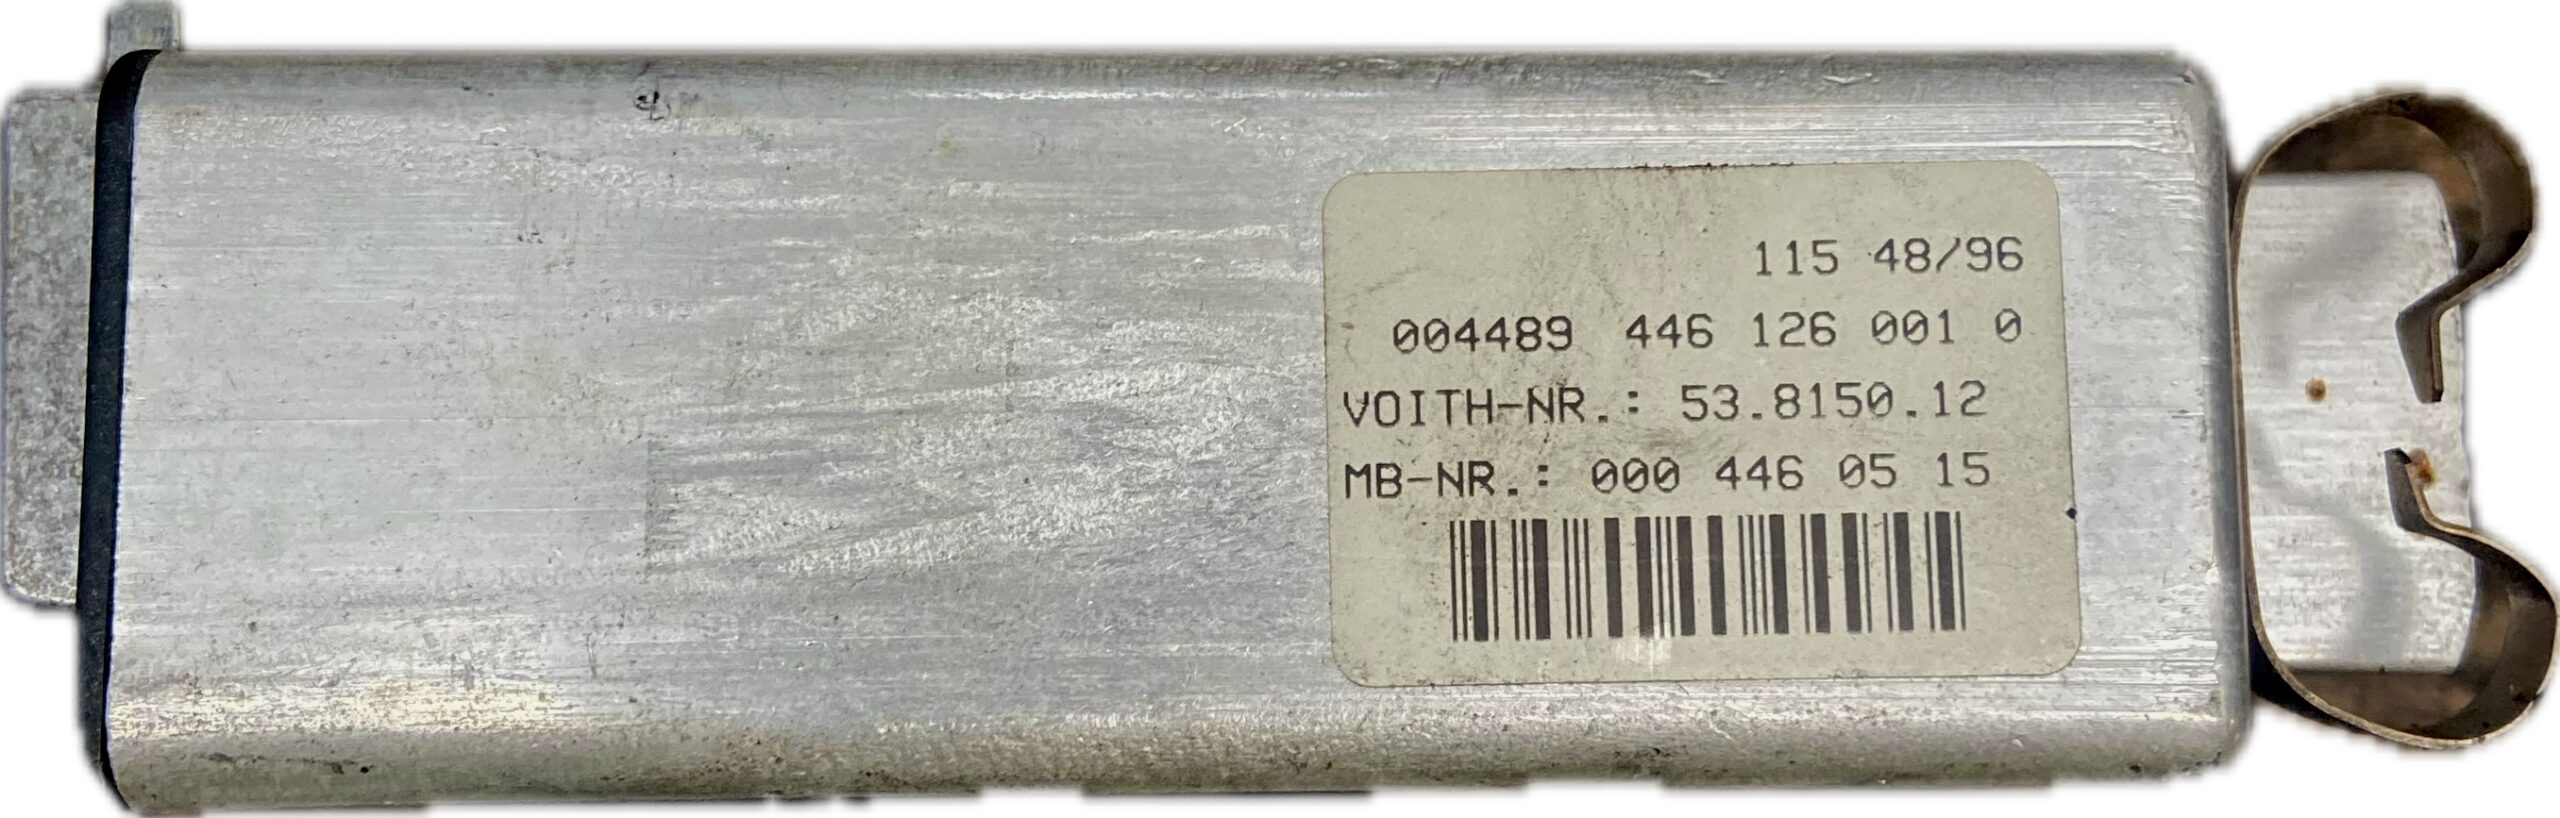 115 48/96
004489 446 126 001 0
VOITH-NR.: 53.8150.12
MB-NR.: 000 446 05 15